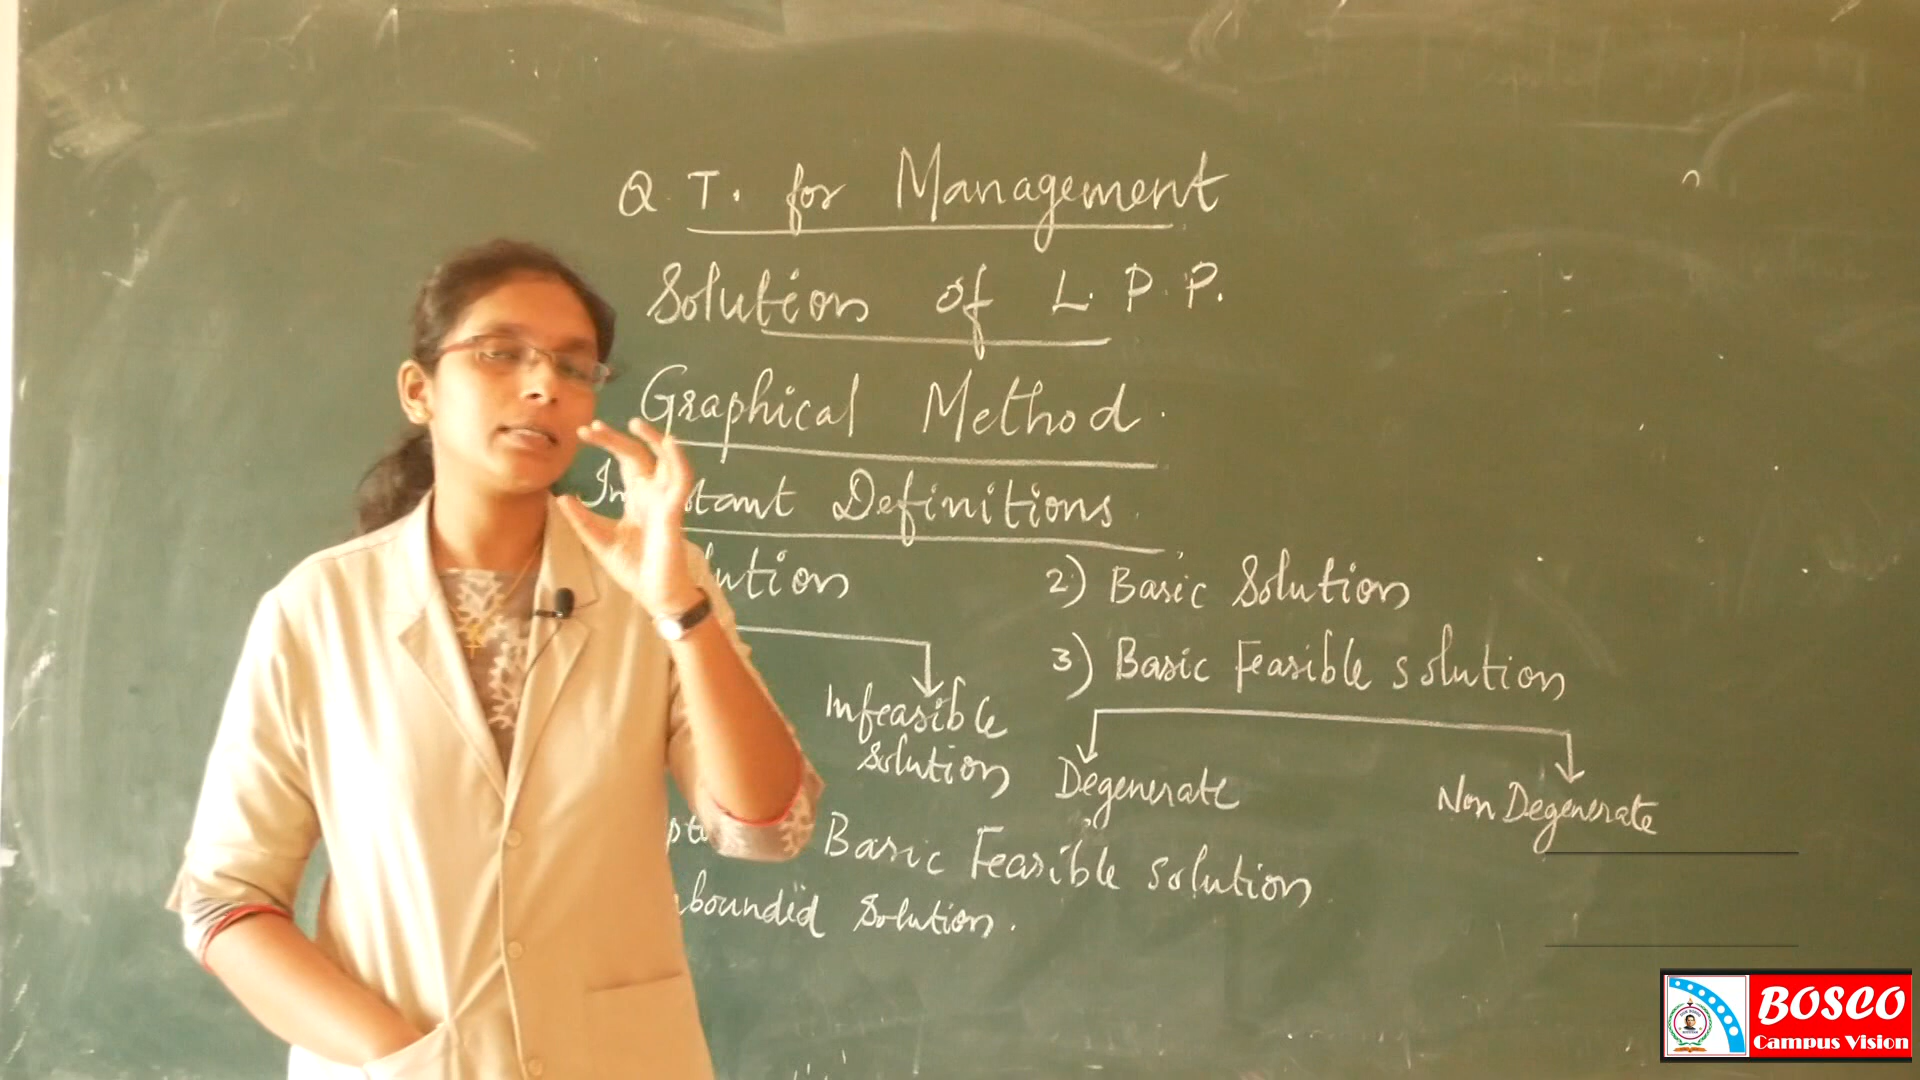 Q.T. for Management
Solutions of L.P.P.
Graphical Method.
Definitions
2) Basic Solution
3) Basic Feasible solution
Infeasible
Solution
Degenerate
Non Degenerate
Basic Feasible solution
Solution.
BOSCO
Campus Vision